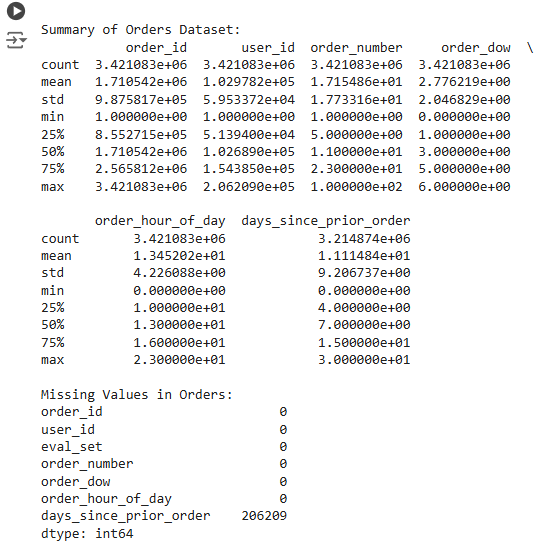 Summary of Orders Dataset:
           order_id       user_id  order_number     order_dow  \
count  3.421083e+06  3.421083e+06  3.421083e+06  3.421083e+06
mean   1.710542e+06  1.029782e+05  1.715486e+01  2.776219e+00
std    9.875817e+05  5.953372e+04  1.773316e+01  2.046829e+00
min    1.000000e+00  1.000000e+00  1.000000e+00  0.000000e+00
25%    8.552715e+05  5.139400e+04  5.000000e+00  1.000000e+00
50%    1.710542e+06  1.026890e+05  1.100000e+01  3.000000e+00
75%    2.565812e+06  1.543850e+05  2.300000e+01  5.000000e+00
max    3.421083e+06  2.062090e+05  1.000000e+02  6.000000e+00
       order_hour_of_day  days_since_prior_order
count       3.421083e+06            3.214874e+06
mean        1.345202e+01            1.111484e+01
std         4.226088e+00            9.206737e+00
min         0.000000e+00            0.000000e+00
25%         1.000000e+01            4.000000e+00
50%         1.300000e+01            7.000000e+00
75%         1.600000e+01            1.500000e+01
max         2.300000e+01            3.000000e+01
Missing Values in Orders:
order_id                       0
user_id                        0
eval_set                       0
order_number                   0
order_dow                      0
order_hour_of_day              0
days_since_prior_order    206209
dtype: int64